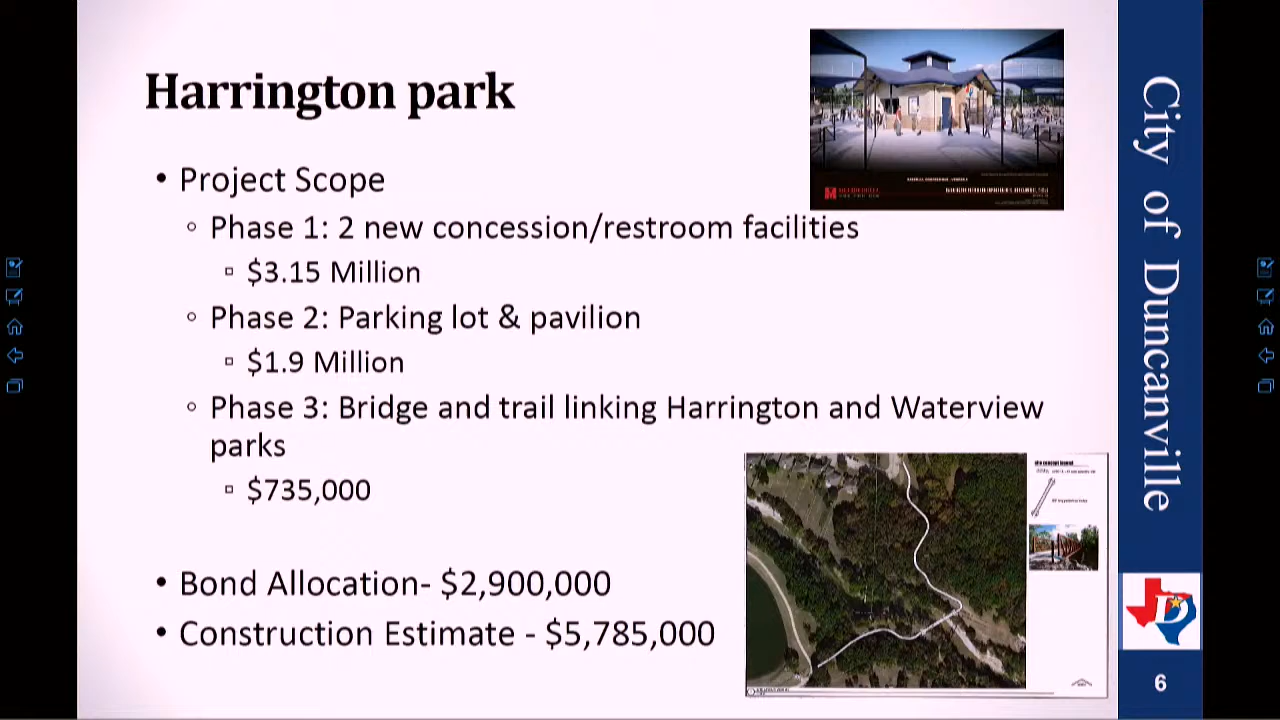 Harrington park
• Project Scope
◦ Phase 1: 2 new concession/restroom facilities
▫ $3.15 Million
◦ Phase 2: Parking lot & pavilion
▫ $1.9 Million
◦ Phase 3: Bridge and trail linking Harrington and Waterview
parks
▫ $735,000
• Bond Allocation- $2,900,000
• Construction Estimate - $5,785,000
City of Duncanville
D
6